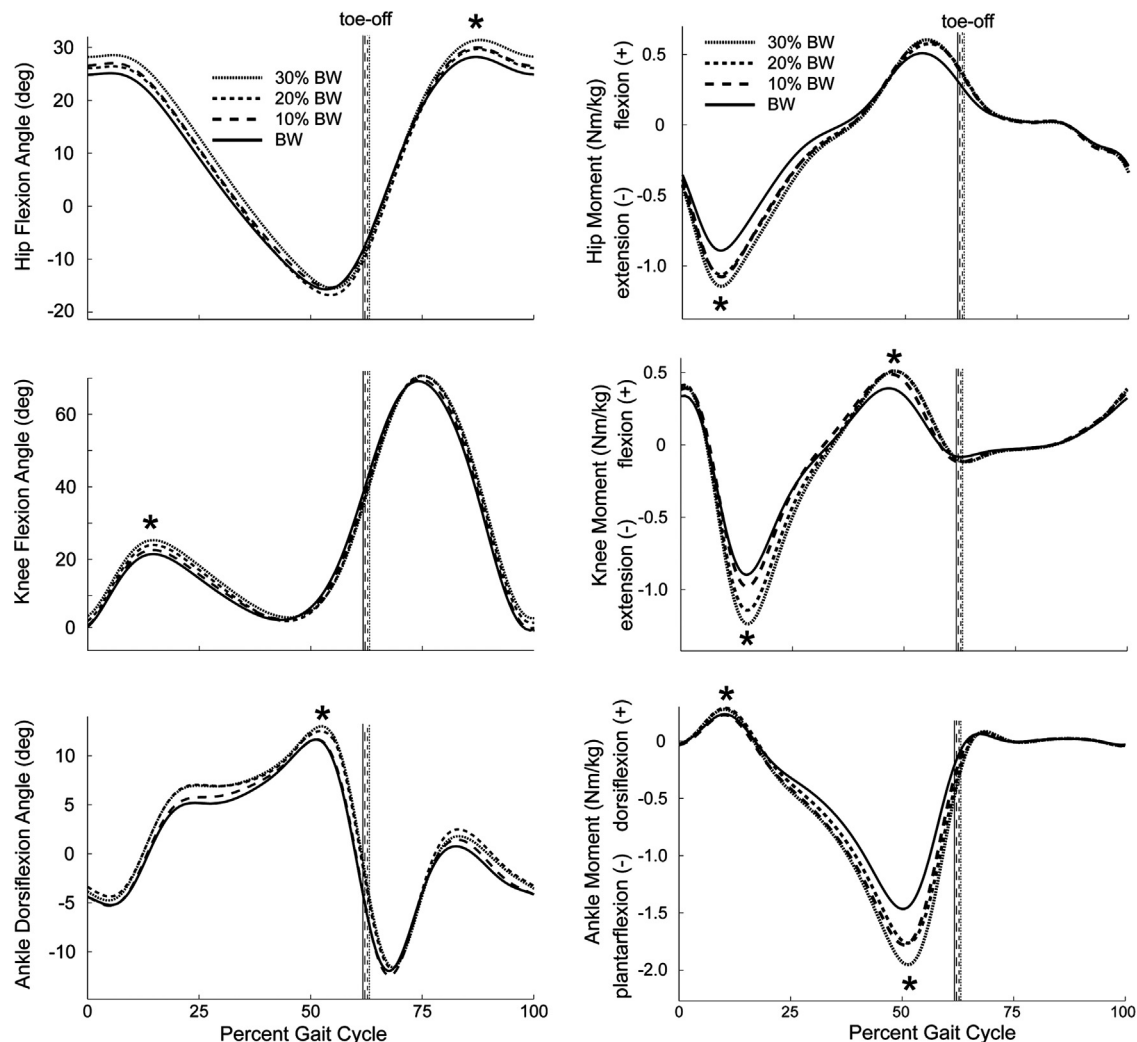 toe-off
*
30% BW
20% BW
10% BW
BW
Hip Flexion Angle (deg)
30
20
10
0
-10
-20
toe-off
30% BW
20% BW
10% BW
BW
*
Hip Moment (Nm/kg)
extension (-) flexion (+)
0.5
0
-0.5
-1.0
*
Knee Flexion Angle (deg)
60
40
20
0
*
*
Knee Moment (Nm/kg)
extension (-) flexion (+)
0.5
0
-0.5
-1.0
*
Ankle Dorsiflexion Angle (deg)
10
5
0
-5
-10
0 25 50 75 100
Percent Gait Cycle
*
Ankle Moment (Nm/kg)
plantarflexion (-) dorsiflexion (+)
0
-0.5
-1.0
-1.5
-2.0
*
0 25 50 75 100
Percent Gait Cycle